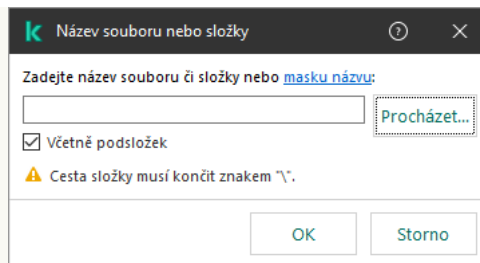 Název souboru nebo složky
Zadejte název souboru či složky nebo masku názvu:
Procházet...
Včetně podsložek
Cesta složky musí končit znakem "\".
OK
Storno